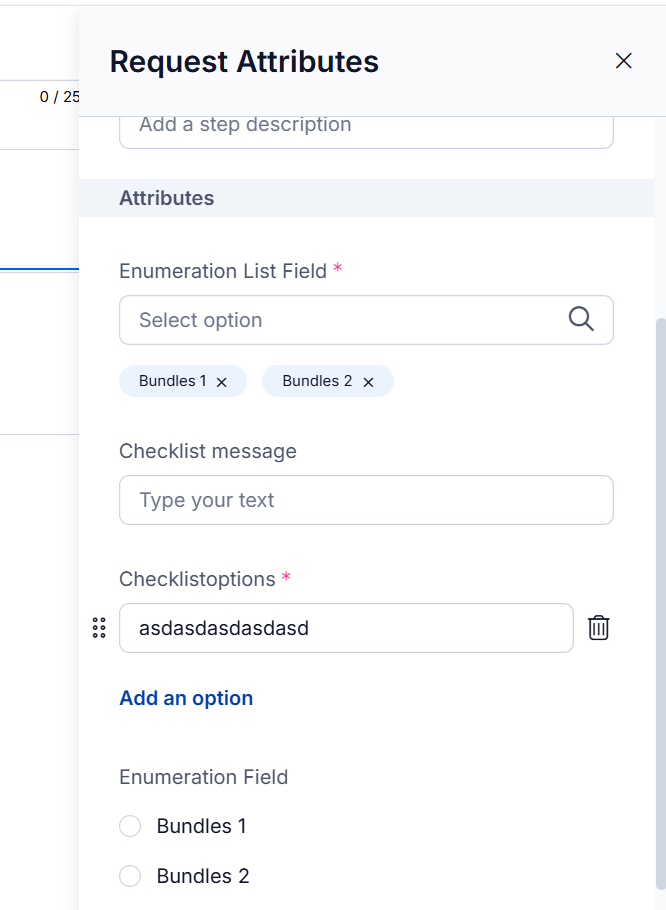 Request Attributes
0 / 25
Add a step description
Attributes
Enumeration List Field *
Select option
Bundles 1
Bundles 2
Checklist message
Type your text
Checklistoptions *
asdasdasdasdasd
Add an option
Enumeration Field
Bundles 1
Bundles 2